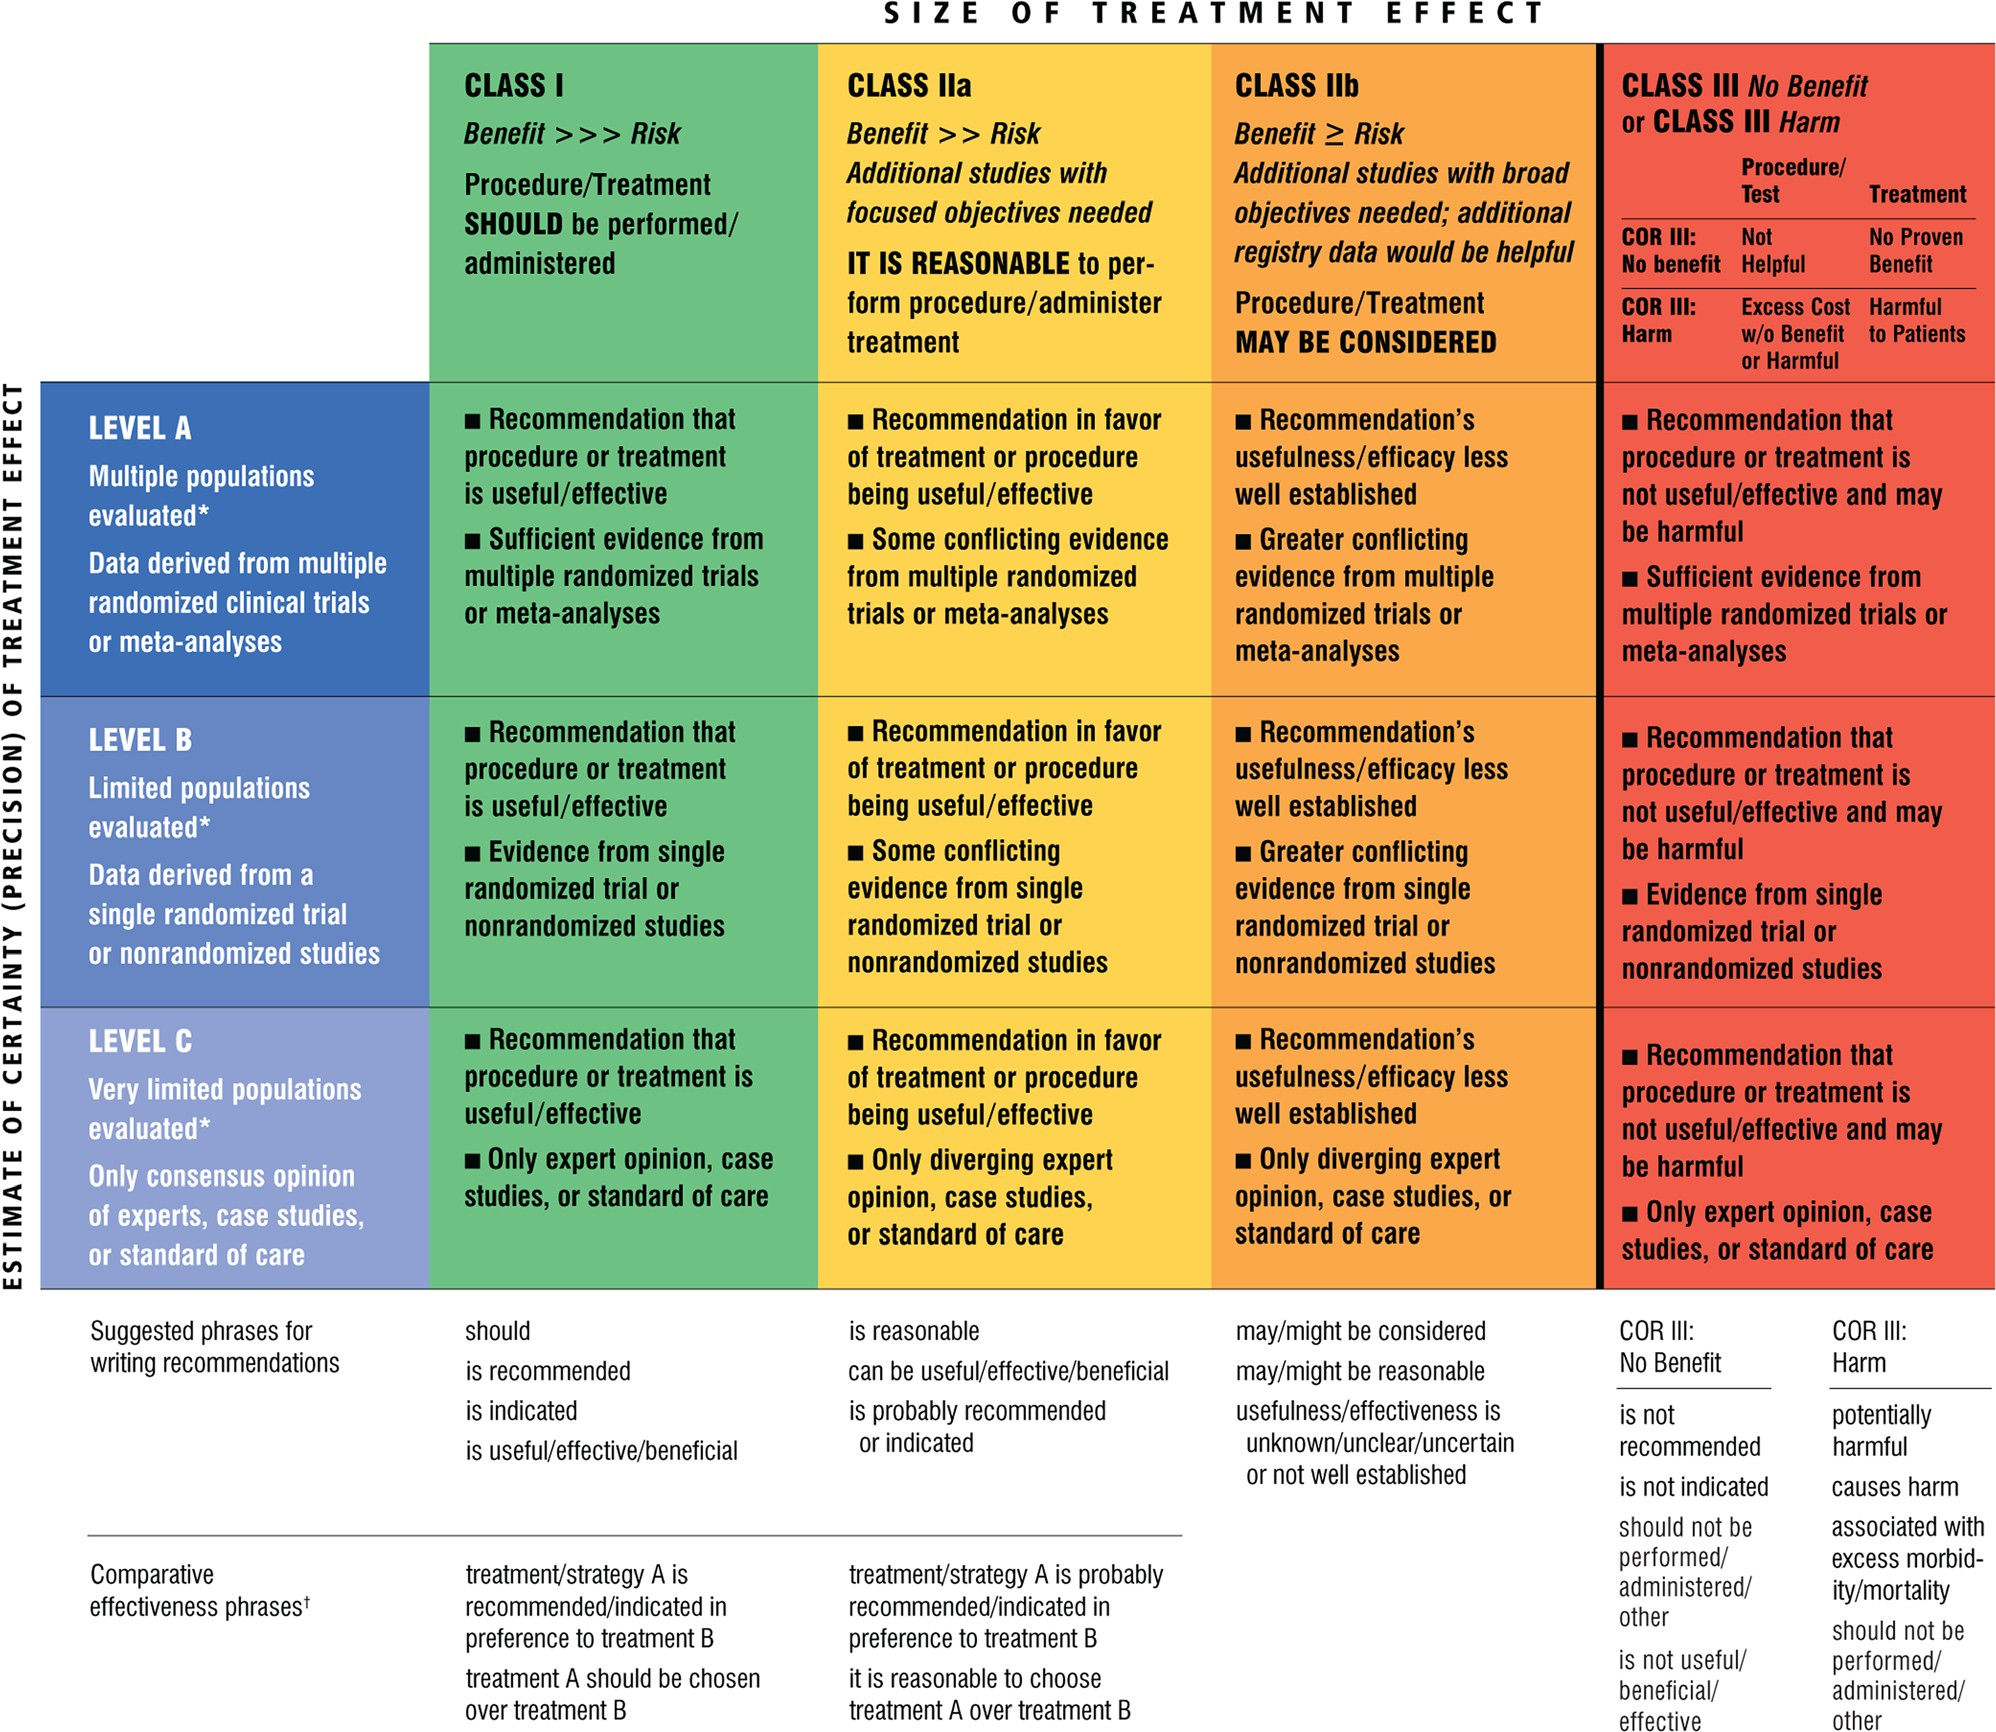 SIZE OF TREATMENT EFFECT
ESTIMATE OF CERTAINTY (PRECISION) OF TREATMENT EFFECT
CLASS I
Benefit >>> Risk
Procedure/Treatment
SHOULD be performed/
administered
CLASS IIa
Benefit >> Risk
Additional studies with
focused objectives needed
IT IS REASONABLE to per-
form procedure/administer
treatment
CLASS IIb
Benefit ≥ Risk
Additional studies with broad
objectives needed; additional
registry data would be helpful
Procedure/Treatment
MAY BE CONSIDERED
CLASS III No Benefit
or CLASS III Harm
Procedure/
Test
Treatment
COR III:
No benefit
Not
Helpful
No Proven
Benefit
COR III:
Harm
Excess Cost
w/o Benefit
or Harmful
Harmful
to Patients
LEVEL A
Multiple populations
evaluated*
Data derived from multiple
randomized clinical trials
or meta-analyses
■ Recommendation that
procedure or treatment
is useful/effective
■ Sufficient evidence from
multiple randomized trials
or meta-analyses
■ Recommendation in favor
of treatment or procedure
being useful/effective
■ Some conflicting evidence
from multiple randomized
trials or meta-analyses
■ Recommendation’s
usefulness/efficacy less
well established
■ Greater conflicting
evidence from multiple
randomized trials or
meta-analyses
■ Recommendation that
procedure or treatment is
not useful/effective and may
be harmful
■ Sufficient evidence from
multiple randomized trials or
meta-analyses
LEVEL B
Limited populations
evaluated*
Data derived from a
single randomized trial
or nonrandomized studies
■ Recommendation that
procedure or treatment
is useful/effective
■ Evidence from single
randomized trial or
nonrandomized studies
■ Recommendation in favor
of treatment or procedure
being useful/effective
■ Some conflicting
evidence from single
randomized trial or
nonrandomized studies
■ Recommendation’s
usefulness/efficacy less
well established
■ Greater conflicting
evidence from single
randomized trial or
nonrandomized studies
■ Recommendation that
procedure or treatment is
not useful/effective and may
be harmful
■ Evidence from single
randomized trial or
nonrandomized studies
LEVEL C
Very limited populations
evaluated*
Only consensus opinion
of experts, case studies,
or standard of care
■ Recommendation that
procedure or treatment is
useful/effective
■ Only expert opinion, case
studies, or standard of care
■ Recommendation in favor
of treatment or procedure
being useful/effective
■ Only diverging expert
opinion, case studies,
or standard of care
■ Recommendation’s
usefulness/efficacy less
well established
■ Only diverging expert
opinion, case studies, or
standard of care
■ Recommendation that
procedure or treatment is
not useful/effective and may
be harmful
■ Only expert opinion, case
studies, or standard of care
Suggested phrases for
writing recommendations
should
is recommended
is indicated
is useful/effective/beneficial
is reasonable
can be useful/effective/beneficial
is probably recommended
or indicated
may/might be considered
may/might be reasonable
usefulness/effectiveness is
unknown/unclear/uncertain
or not well established
COR III:
No Benefit
is not
recommended
is not indicated
should not be
performed/
administered/
other
is not useful/
beneficial/
effective
COR III:
Harm
potentially
harmful
causes harm
associated with
excess morbid-
ity/mortality
should not be
performed/
administered/
other
Comparative
effectiveness phrases†
treatment/strategy A is
recommended/indicated in
preference to treatment B
treatment A should be chosen
over treatment B
treatment/strategy A is probably
recommended/indicated in
preference to treatment B
it is reasonable to choose
treatment A over treatment B